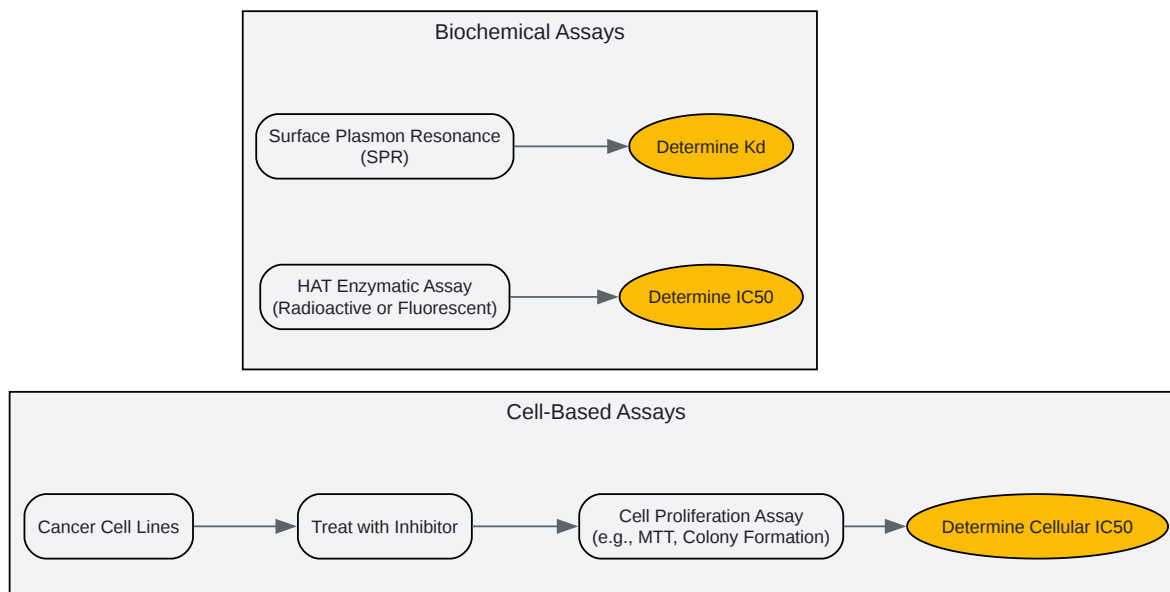 Biochemical Assays
Surface Plasmon Resonance
(SPR)
Determine Kd
HAT Enzymatic Assay
(Radioactive or Fluorescent)
Determine IC50
Cell-Based Assays
Cancer Cell Lines
Treat with Inhibitor
Cell Proliferation Assay
(e.g., MTT, Colony Formation)
Determine Cellular IC50